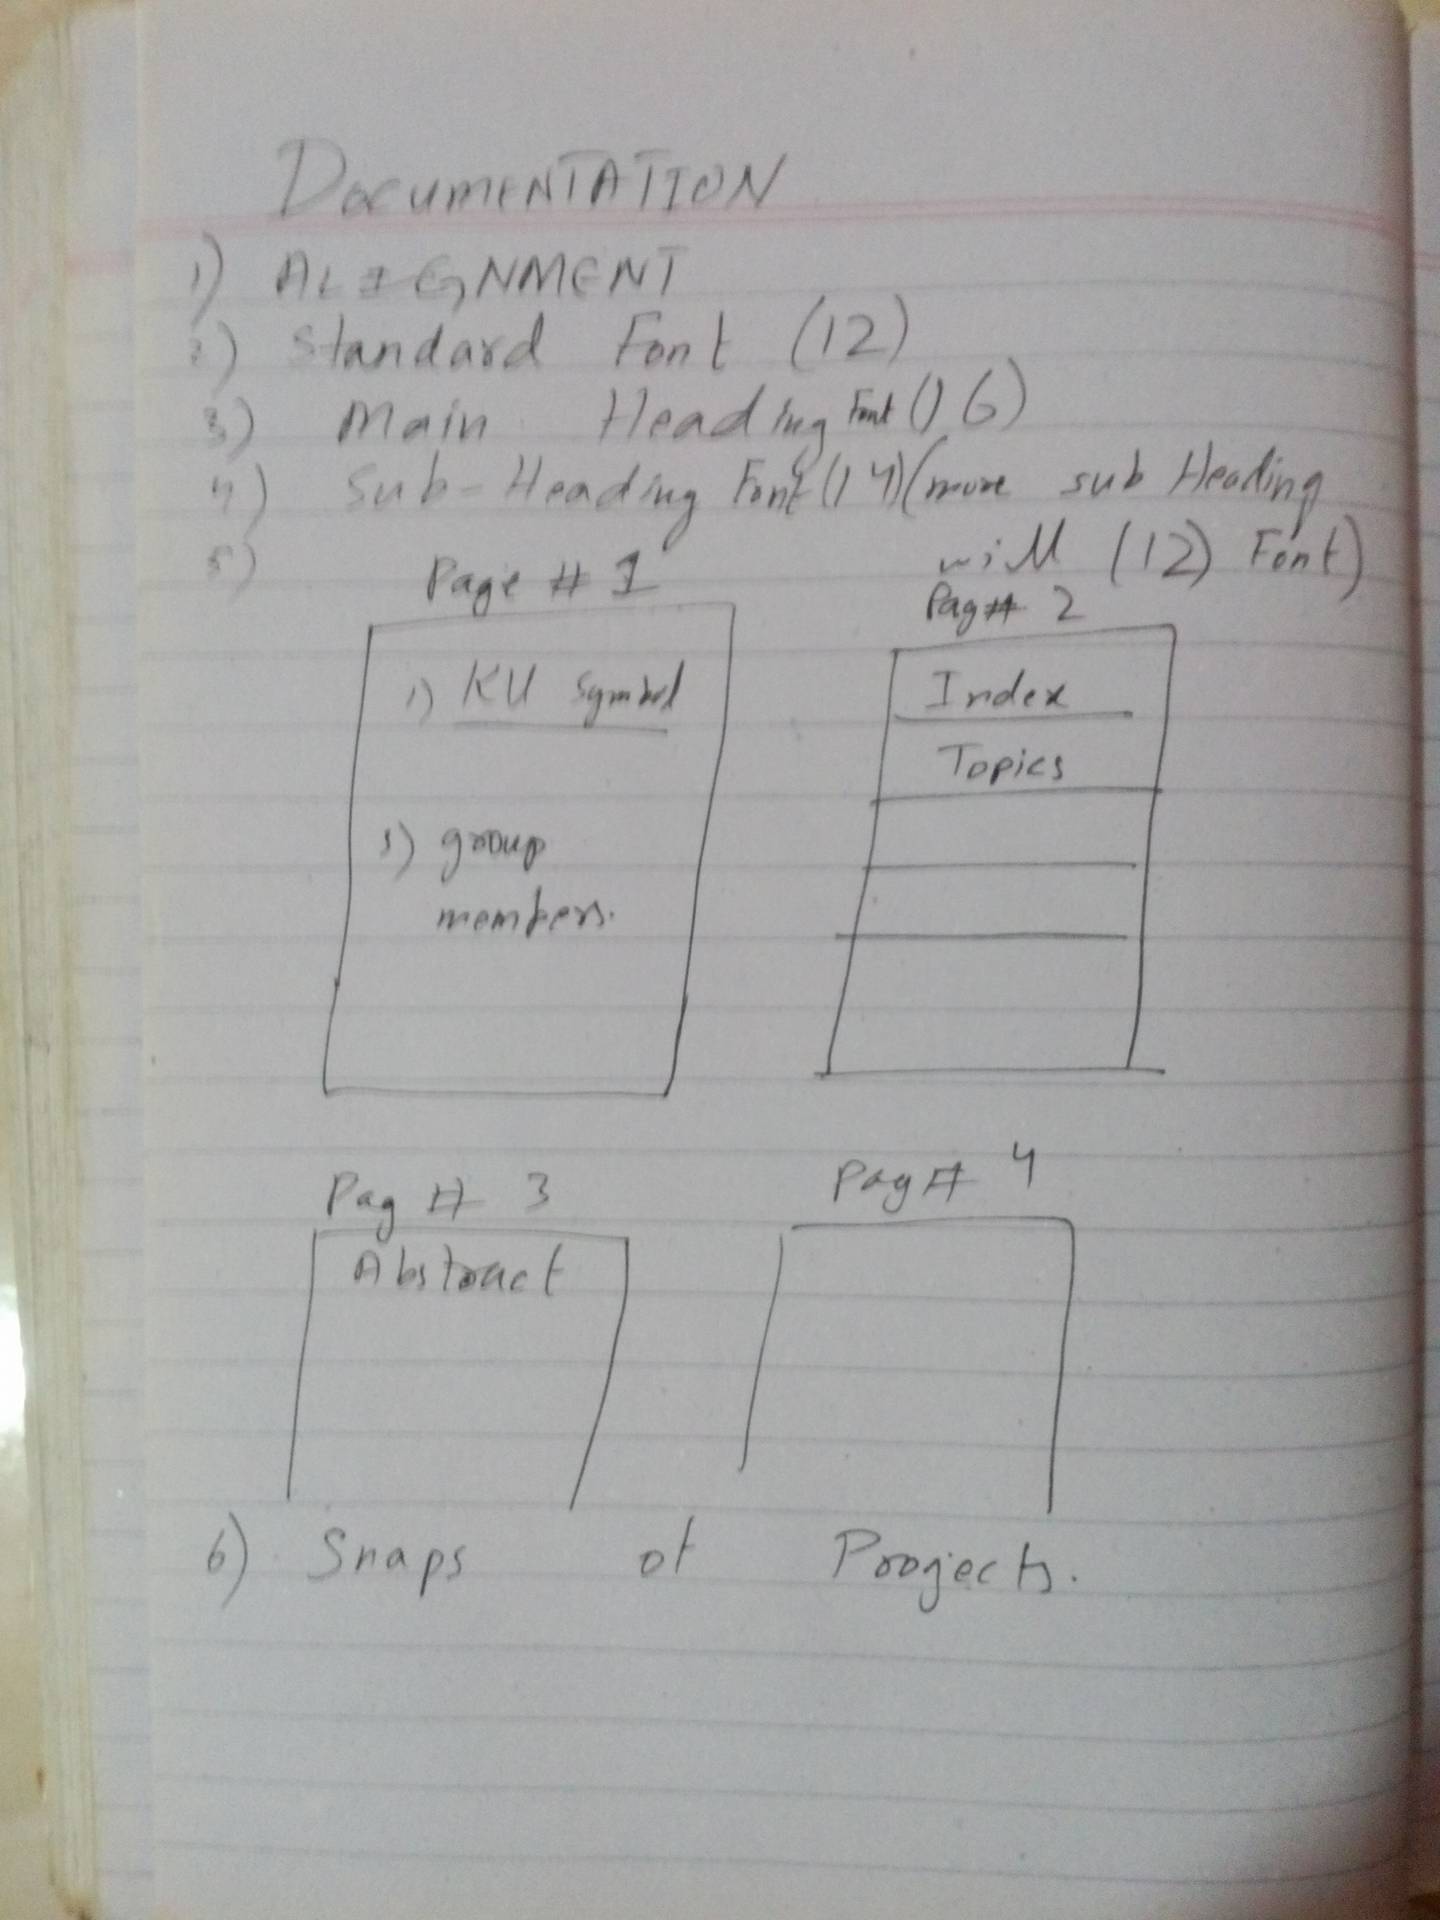 DOCUMENTATION
1) ALIGNMENT
2) Standard Font (12)
3) Main Heading Font (16)
4) Sub-Heading Font (14) (more sub Heading
will (12) Font)
5)
Page # 1
Pag # 2
1) KU Symbol
Index
Topics
group
members.
Pag # 3
Pag # 4
Abstract
6) Snaps of Projects.